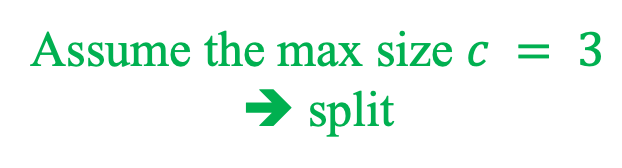 Assume the max size c = 3
➔ split